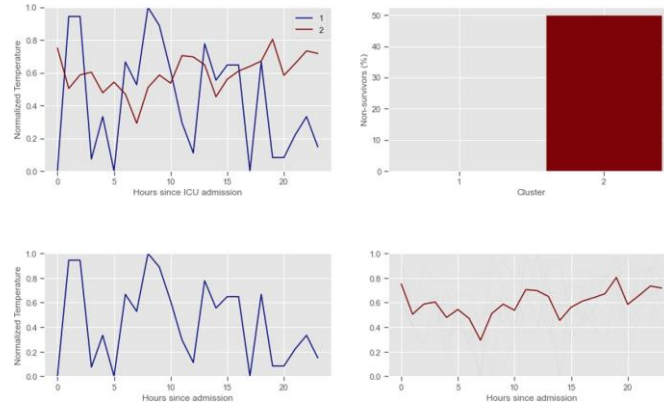 1.0
0.8
0.6
0.4
0.2
0.0
Normalized Temperature
1
2
0 5 10 15 20
Hours since ICU admission
50
40
30
20
10
0
Non-survivors (%)
1 2
Cluster
1.0
0.8
0.6
0.4
0.2
0.0
Normalized Temperature
0 5 10 15 20
Hours since admission
1.0
0.8
0.6
0.4
0.2
0.0
0 5 10 15 20
Hours since admission